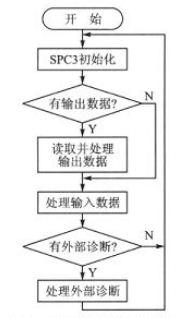 开 始
SPC3初始化
有输出数据?
N
Y
读取并处理
输出数据
处理输入数据
有外部诊断?
N
Y
处理外部诊断